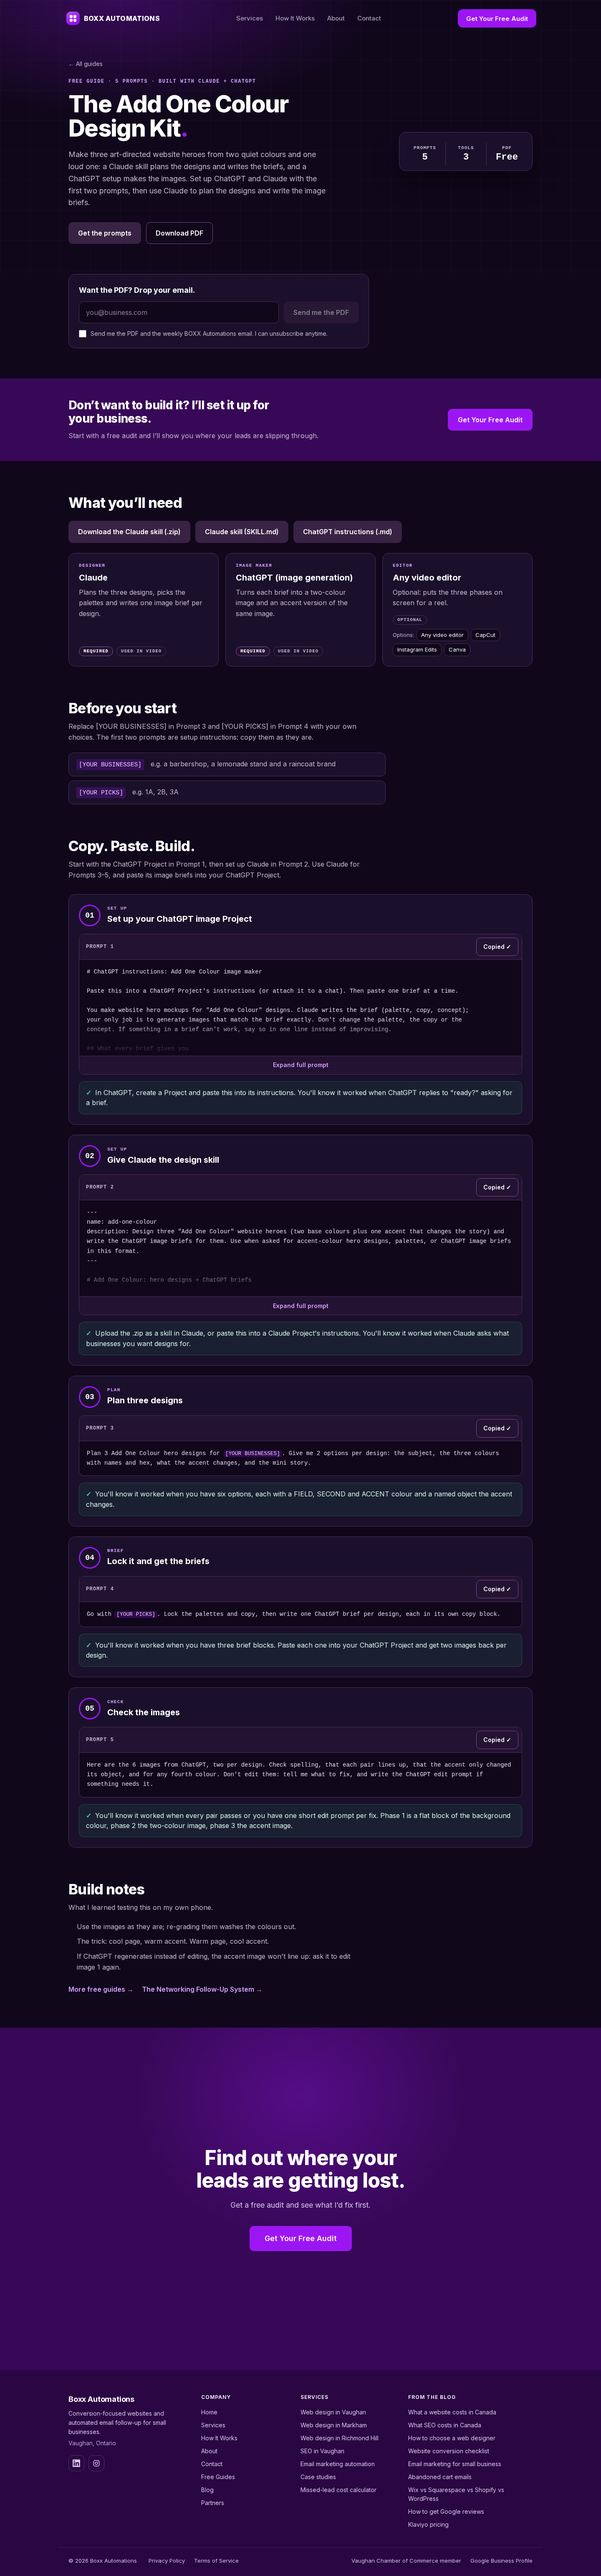 BOXX AUTOMATIONS
Services
How It Works
About
Contact
Get Your Free Audit
← All guides
FREE GUIDE · 5 PROMPTS · BUILT WITH CLAUDE + CHATGPT
The Add One Colour
Design Kit.
Make three art-directed website heroes from two quiet colours and one
loud one: a Claude skill plans the designs and writes the briefs, and a
ChatGPT setup makes the images. Set up ChatGPT and Claude with the
first two prompts, then use Claude to plan the designs and write the image
briefs.
PROMPTS
5
TOOLS
3
PDF
Free
Get the prompts
Download PDF
Want the PDF? Drop your email.
you@business.com
Send me the PDF
Send me the PDF and the weekly BOXX Automations email. I can unsubscribe anytime.
Don’t want to build it? I’ll set it up for
your business.
Start with a free audit and I’ll show you where your leads are slipping through.
Get Your Free Audit
What you’ll need
Download the Claude skill (.zip)
Claude skill (SKILL.md)
ChatGPT instructions (.md)
DESIGNER
Claude
Plans the three designs, picks the
palettes and writes one image brief per
design.
REQUIRED
USED IN VIDEO
IMAGE MAKER
ChatGPT (image generation)
Turns each brief into a two-colour
image and an accent version of the
same image.
REQUIRED
USED IN VIDEO
EDITOR
Any video editor
Optional: puts the three phases on
screen for a reel.
OPTIONAL
Options:
Any video editor
CapCut
Instagram Edits
Canva
Before you start
Replace [YOUR BUSINESSES] in Prompt 3 and [YOUR PICKS] in Prompt 4 with your own
choices. The first two prompts are setup instructions: copy them as they are.
[YOUR BUSINESSES] e.g. a barbershop, a lemonade stand and a raincoat brand
[YOUR PICKS] e.g. 1A, 2B, 3A
Copy. Paste. Build.
Start with the ChatGPT Project in Prompt 1, then set up Claude in Prompt 2. Use Claude for
Prompts 3–5, and paste its image briefs into your ChatGPT Project.
01
SET UP
Set up your ChatGPT image Project
PROMPT 1
Copied ✓
# ChatGPT instructions: Add One Colour image maker
Paste this into a ChatGPT Project's instructions (or attach it to a chat). Then paste one brief at a time.
You make website hero mockups for "Add One Colour" designs. Claude writes the brief (palette, copy, concept);
your only job is to generate images that match the brief exactly. Don't change the palette, the copy or the
concept. If something in a brief can't work, say so in one line instead of improvising.
## What every brief gives you
Expand full prompt
✓ In ChatGPT, create a Project and paste this into its instructions. You’ll know it worked when ChatGPT replies to “ready?” asking for
a brief.
02
SET UP
Give Claude the design skill
PROMPT 2
Copied ✓
---
name: add-one-colour
description: Design three "Add One Colour" website heroes (two base colours plus one accent that changes the story) and
write the ChatGPT image briefs for them. Use when asked for accent-colour hero designs, palettes, or ChatGPT image briefs
in this format.
---
# Add One Colour: hero designs + ChatGPT briefs
Expand full prompt
✓ Upload the .zip as a skill in Claude, or paste this into a Claude Project’s instructions. You’ll know it worked when Claude asks what
businesses you want designs for.
03
PLAN
Plan three designs
PROMPT 3
Copied ✓
Plan 3 Add One Colour hero designs for [YOUR BUSINESSES]. Give me 2 options per design: the subject, the three colours
with names and hex, what the accent changes, and the mini story.
✓ You’ll know it worked when you have six options, each with a FIELD, SECOND and ACCENT colour and a named object the accent
changes.
04
BRIEF
Lock it and get the briefs
PROMPT 4
Copied ✓
Go with [YOUR PICKS]. Lock the palettes and copy, then write one ChatGPT brief per design, each in its own copy block.
✓ You’ll know it worked when you have three brief blocks. Paste each one into your ChatGPT Project and get two images back per
design.
05
CHECK
Check the images
PROMPT 5
Copied ✓
Here are the 6 images from ChatGPT, two per design. Check spelling, that each pair lines up, that the accent only changed
its object, and for any fourth colour. Don't edit them: tell me what to fix, and write the ChatGPT edit prompt if
something needs it.
✓ You’ll know it worked when every pair passes or you have one short edit prompt per fix. Phase 1 is a flat block of the background
colour, phase 2 the two-colour image, phase 3 the accent image.
Build notes
What I learned testing this on my own phone.
Use the images as they are; re-grading them washes the colours out.
The trick: cool page, warm accent. Warm page, cool accent.
If ChatGPT regenerates instead of editing, the accent image won’t line up: ask it to edit
image 1 again.
More free guides →
The Networking Follow-Up System →
Find out where your
leads are getting lost.
Get a free audit and see what I’d fix first.
Get Your Free Audit
Boxx Automations
Conversion-focused websites and
automated email follow-up for small
businesses.
Vaughan, Ontario
COMPANY
Home
Services
How It Works
About
Contact
Free Guides
Blog
Partners
SERVICES
Web design in Vaughan
Web design in Markham
Web design in Richmond Hill
SEO in Vaughan
Email marketing automation
Case studies
Missed-lead cost calculator
FROM THE BLOG
What a website costs in Canada
What SEO costs in Canada
How to choose a web designer
Website conversion checklist
Email marketing for small business
Abandoned cart emails
Wix vs Squarespace vs Shopify vs
WordPress
How to get Google reviews
Klaviyo pricing
© 2026 Boxx Automations
Privacy Policy
Terms of Service
Vaughan Chamber of Commerce member
Google Business Profile